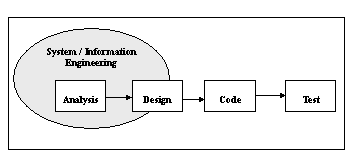 System / Information
Engineering
Analysis
Design
Code
Test